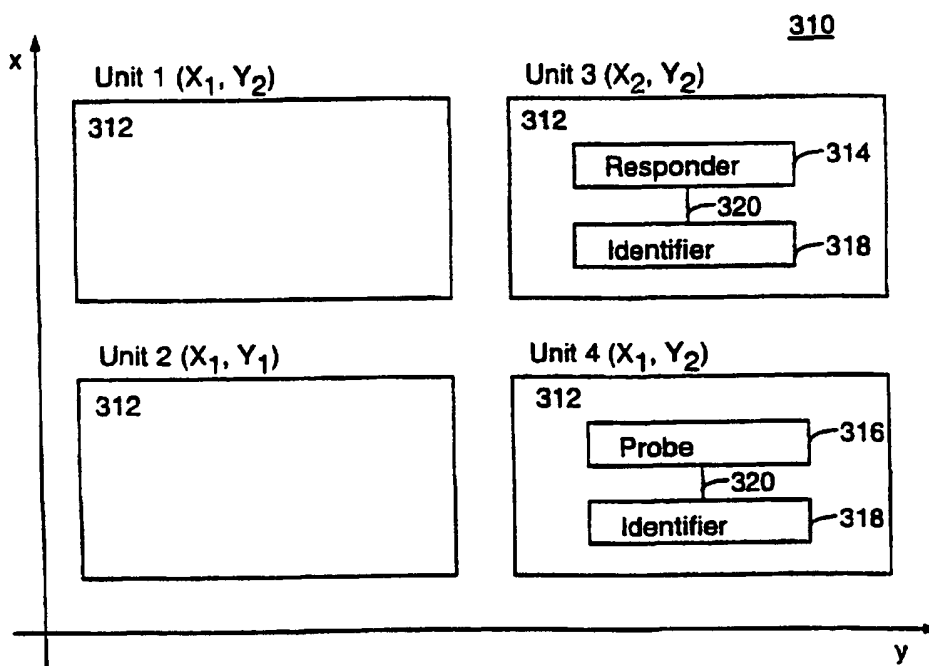 310
x
Unit 1 (X₁, Y₂)
312
Unit 3 (X₂, Y₂)
312
Responder
314
320
Identifier
318
Unit 2 (X₁, Y₁)
312
Unit 4 (X₁, Y₂)
312
Probe
316
320
Identifier
318
y